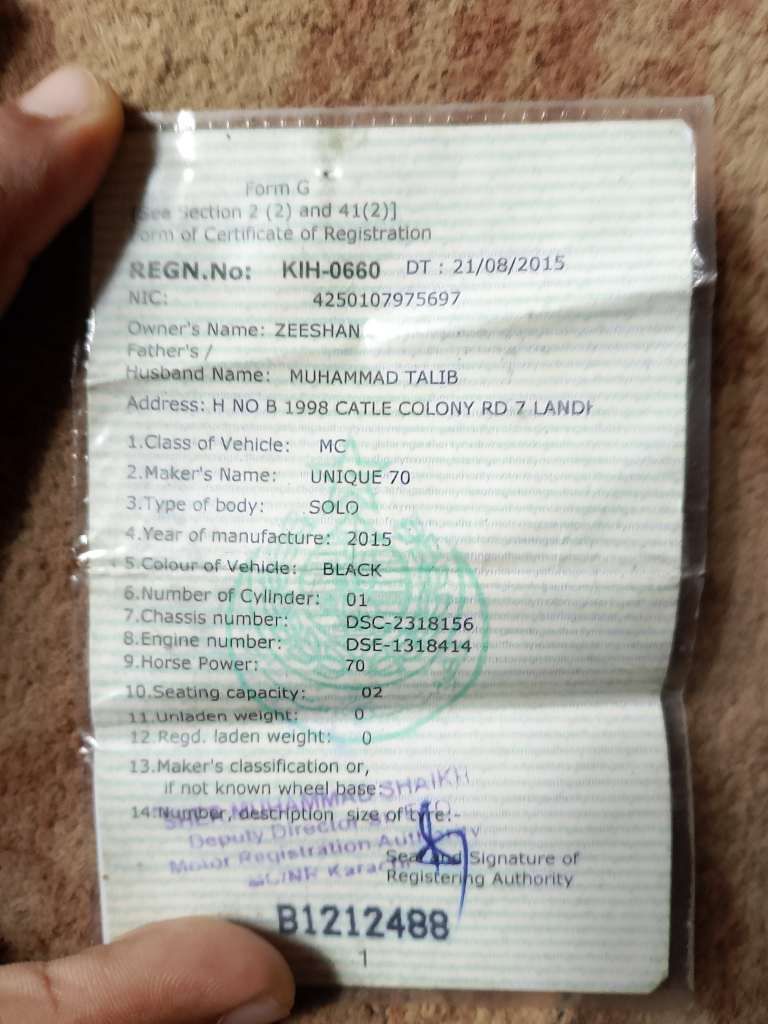 Form G
[See Section 2 (2) and 41(2)]
Form of Certificate of Registration
REGN.No: KIH-0660 DT : 21/08/2015
NIC: 4250107975697
Owner's Name: ZEESHAN
Father's /
Husband Name: MUHAMMAD TALIB
Address: H NO B 1998 CATLE COLONY RD 7 LANDH
1.Class of Vehicle: MC
2.Maker's Name: UNIQUE 70
3.Type of body: SOLO
4.Year of manufacture: 2015
5.Colour of Vehicle: BLACK
6.Number of Cylinder: 01
7.Chassis number: DSC-2318156
8.Engine number: DSE-1318414
9.Horse Power: 70
10.Seating capacity: 02
11.Unladen weight: 0
12.Regd. laden weight: 0
13.Maker's classification or,
if not known wheel base:
14.Number, description size of tyre:-
MUHAMMAD SHAIKH
Deputy Director
Motor Registration Authority
Karachi
Seal and Signature of
Registering Authority
B1212488
1